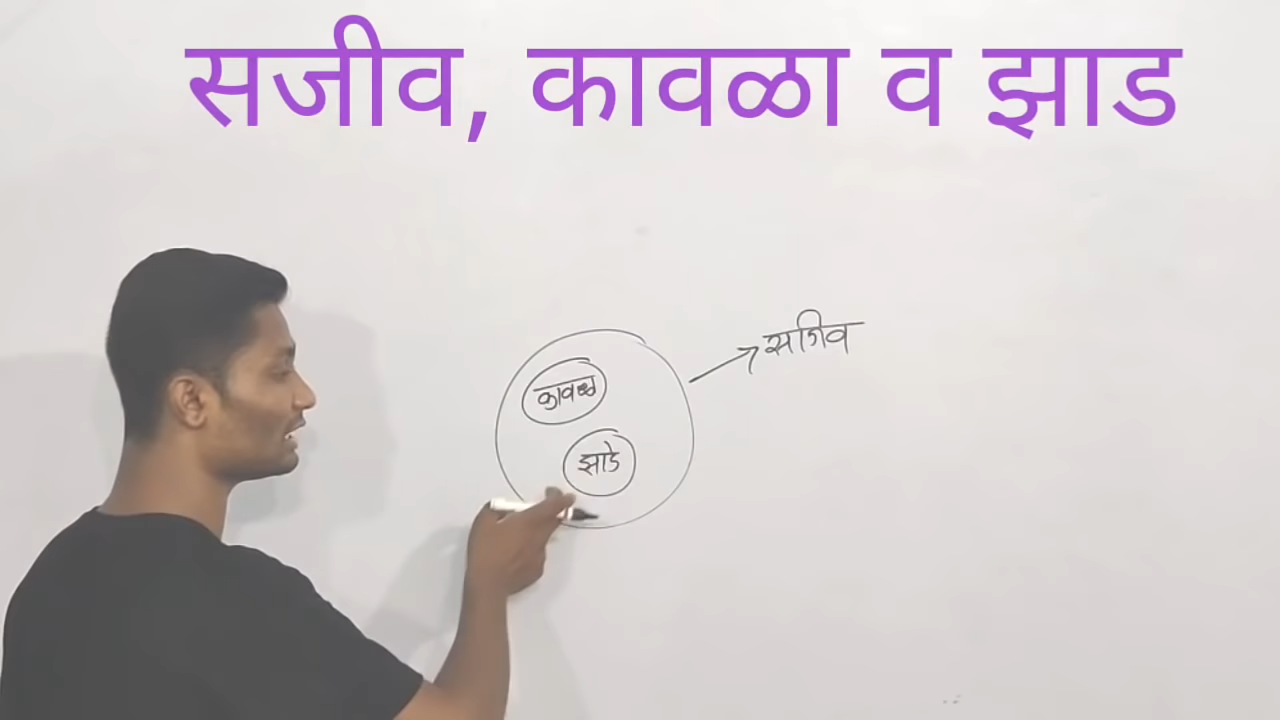 सजीव, कावळा व झाड
सजिव
कावळा
झाडे